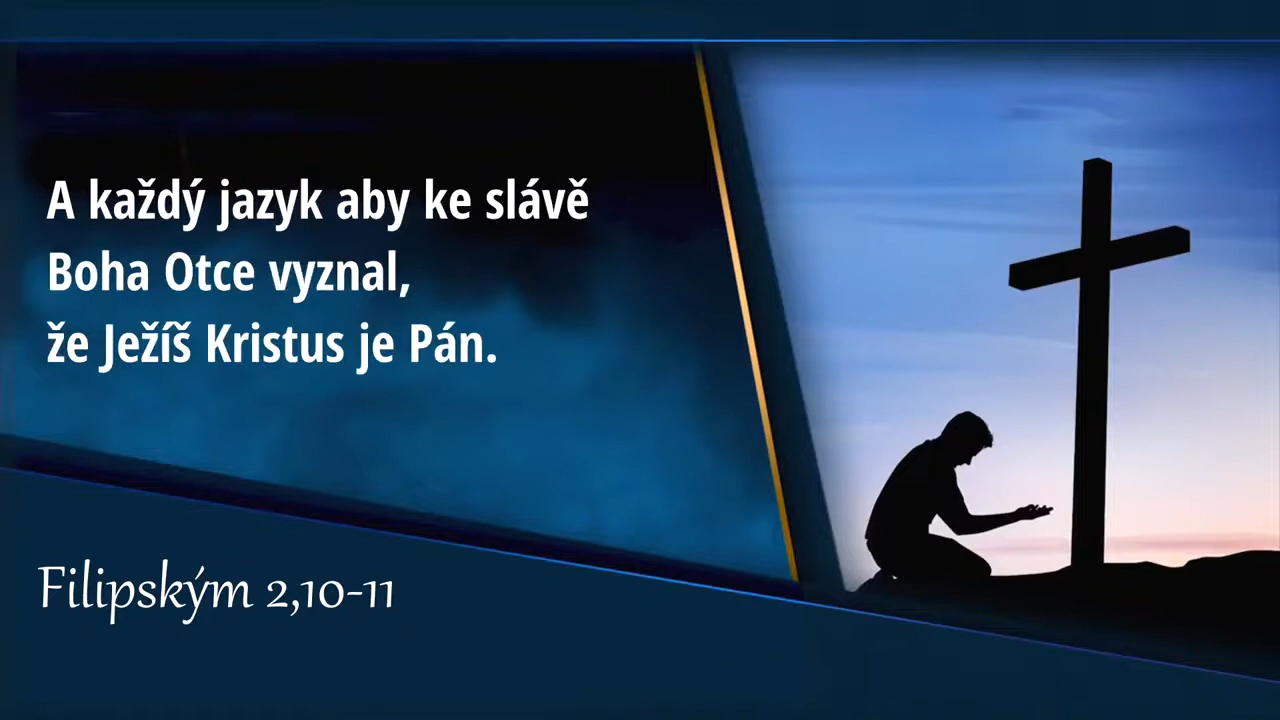 A každý jazyk aby ke slávě
Boha Otce vyznal,
že Ježíš Kristus je Pán.
Filipským 2,10-11